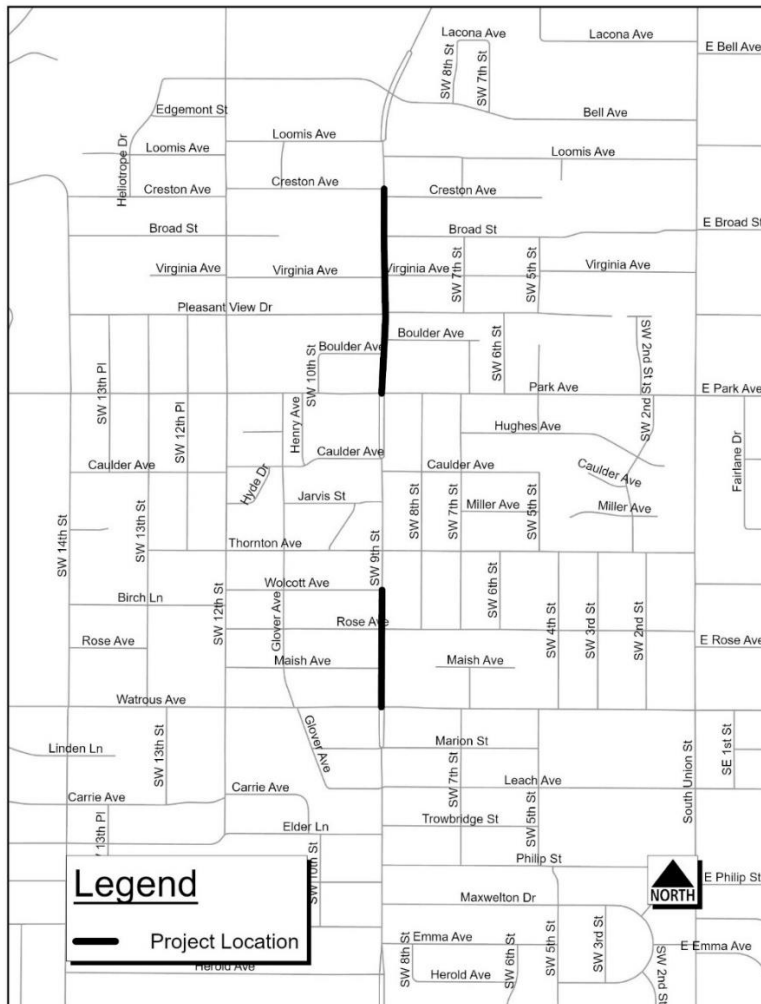 Lacona Ave
Lacona Ave
E Bell Ave
SW 8th St
SW 7th St
Edgemont St
Bell Ave
Loomis Ave
Heliotrope Dr
Loomis Ave
Loomis Ave
Creston Ave
Creston Ave
Creston Ave
Broad St
Broad St
E Broad St
SW 7th St
SW 5th St
Virginia Ave
Virginia Ave
Virginia Ave
Virginia Ave
Pleasant View Dr
SW 10th St
Boulder Ave
Boulder Ave
SW 6th St
SW 2nd St
SW 2nd St
SW 13th Pl
SW 12th Pl
Park Ave
E Park Ave
Henry Ave
Hughes Ave
Fairlane Dr
Caulder Ave
Caulder Ave
Caulder Ave
Caulder Ave
Hyde Dr
Jarvis St
SW 8th St
SW 7th St
Miller Ave
SW 5th St
Miller Ave
SW 14th St
SW 13th St
Thornton Ave
SW 9th St
Wolcott Ave
SW 6th St
Birch Ln
SW 12th St
Glover Ave
Rose Ave
SW 4th St
SW 3rd St
SW 2nd St
Rose Ave
E Rose Ave
Maish Ave
Maish Ave
Watrous Ave
SW 13th St
Glover Ave
Linden Ln
Marion St
SW 7th St
South Union St
SE 1st St
Carrie Ave
Leach Ave
Carrie Ave
SW 5th St
Trowbridge St
Elder Ln
13th Pl
Philip St
E Philip St
NORTH
SW 10th St
Legend
Project Location
Maxwelton Dr
SW 3rd St
SW 8th St
Emma Ave
SW 6th St
SW 5th St
E Emma Ave
SW 2nd St
Herold Ave
Herold Ave